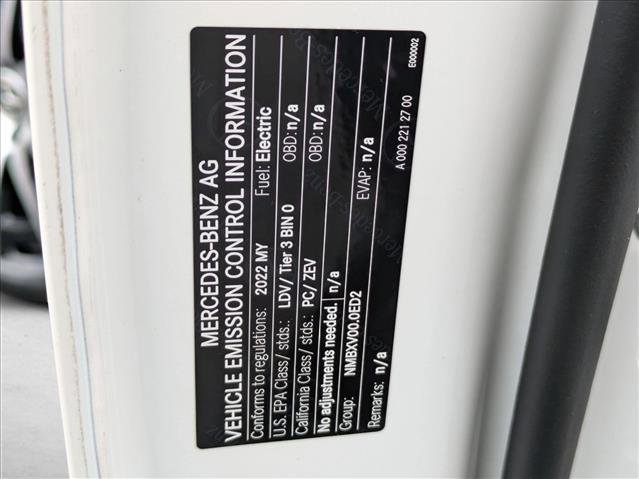 MERCEDES-BENZ AG
VEHICLE EMISSION CONTROL INFORMATION
Conforms to regulations: 2022 MY Fuel: Electric
U.S. EPA Class/ stds.: LDV/ Tier 3 BIN 0 OBD: n/a
California Class/ stds.: PC/ ZEV OBD: n/a
No adjustments needed. n/a
Group: NMBXV00.0ED2 EVAP: n/a
Remarks: n/a
A 000 221 27 00
E000002